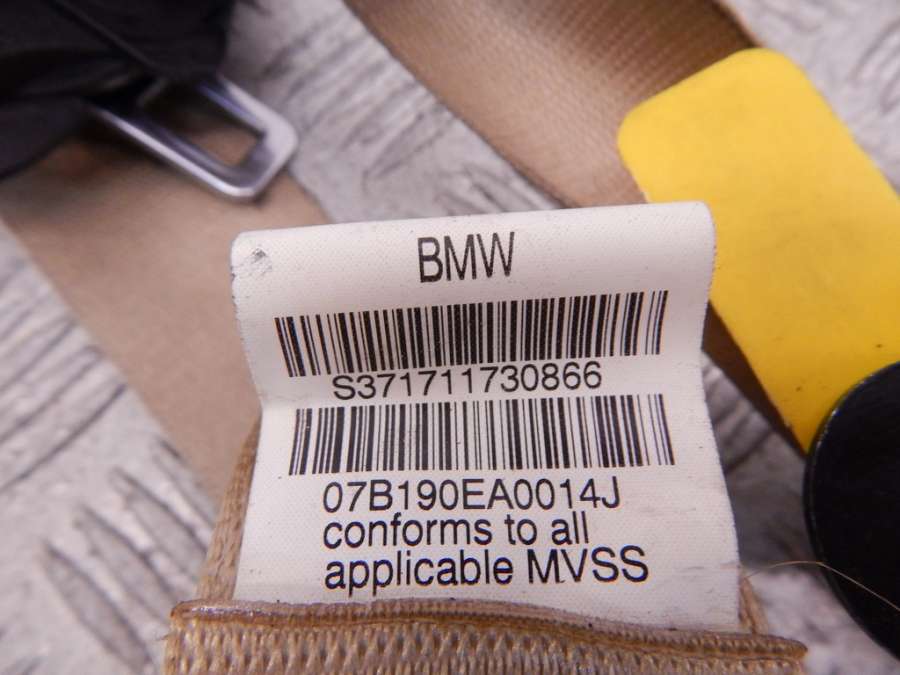 BMW
S371711730866
07B190EA0014J
conforms to all
applicable MVSS